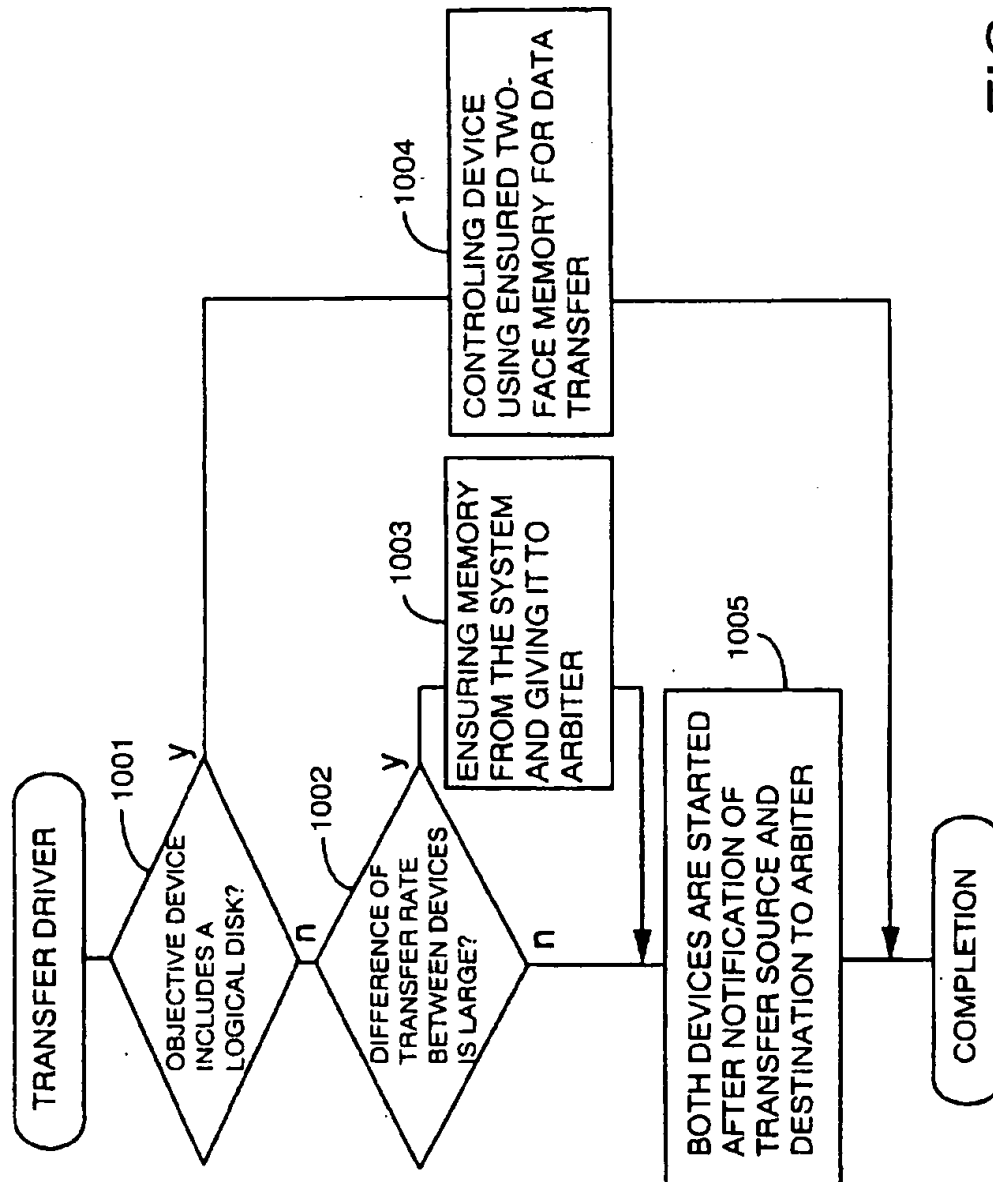 TRANSFER DRIVER
1001
OBJECTIVE DEVICE
INCLUDES A
LOGICAL DISK?
y
n
1002
DIFFERENCE OF
TRANSFER RATE
BETWEEN DEVICES
IS LARGE?
y
n
1003
ENSURING MEMORY
FROM THE SYSTEM
AND GIVING IT TO
ARBITER
1004
CONTROLING DEVICE
USING ENSURED TWO-
FACE MEMORY FOR DATA
TRANSFER
1005
BOTH DEVICES ARE STARTED
AFTER NOTIFICATION OF
TRANSFER SOURCE AND
DESTINATION TO ARBITER
COMPLETION